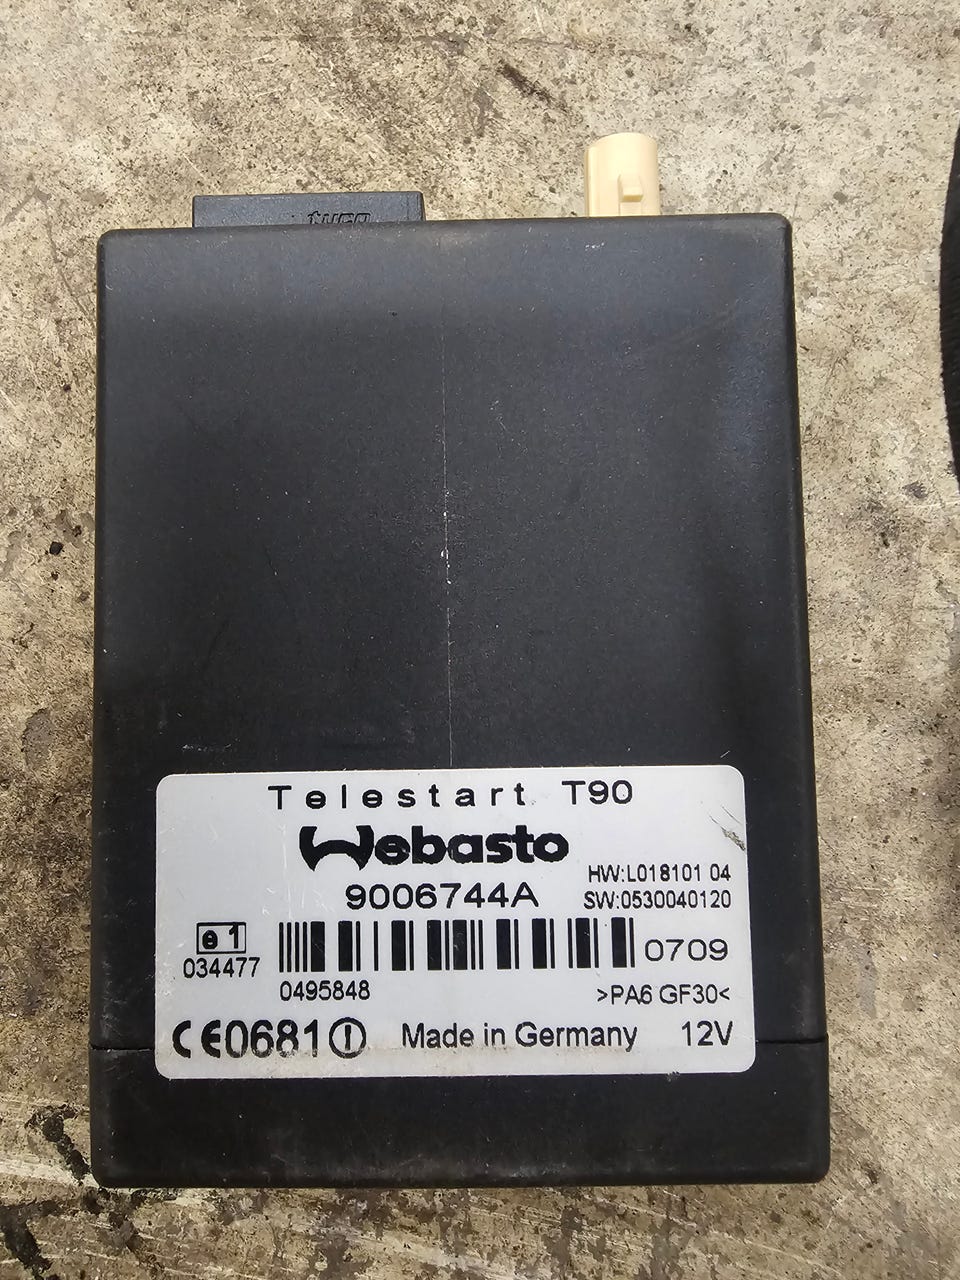 tyco
Telestart T90
Webasto
9006744A
HW:L018101 04
SW:0530040120
e1
034477
0709
0495848
>PA6 GF30<
CE0681
Made in Germany
12V